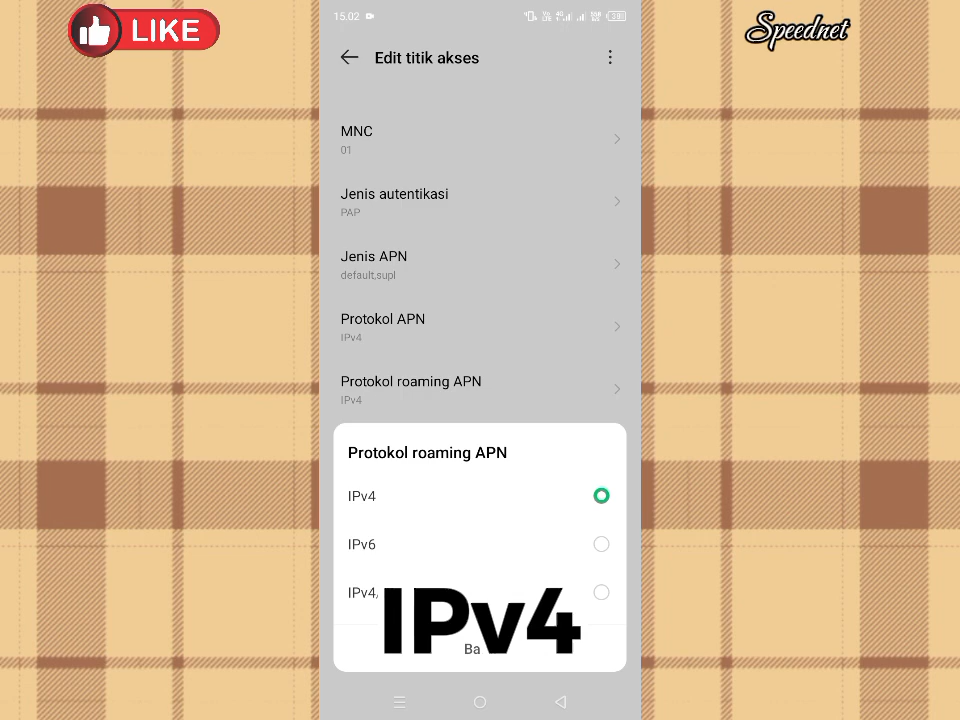 LIKE
Speednet
15.02
Edit titik akses
MNC
01
Jenis autentikasi
PAP
Jenis APN
default,supl
Protokol APN
IPv4
Protokol roaming APN
IPv4
Protokol roaming APN
IPv4
IPv6
IPv4/
IPv4
Ba